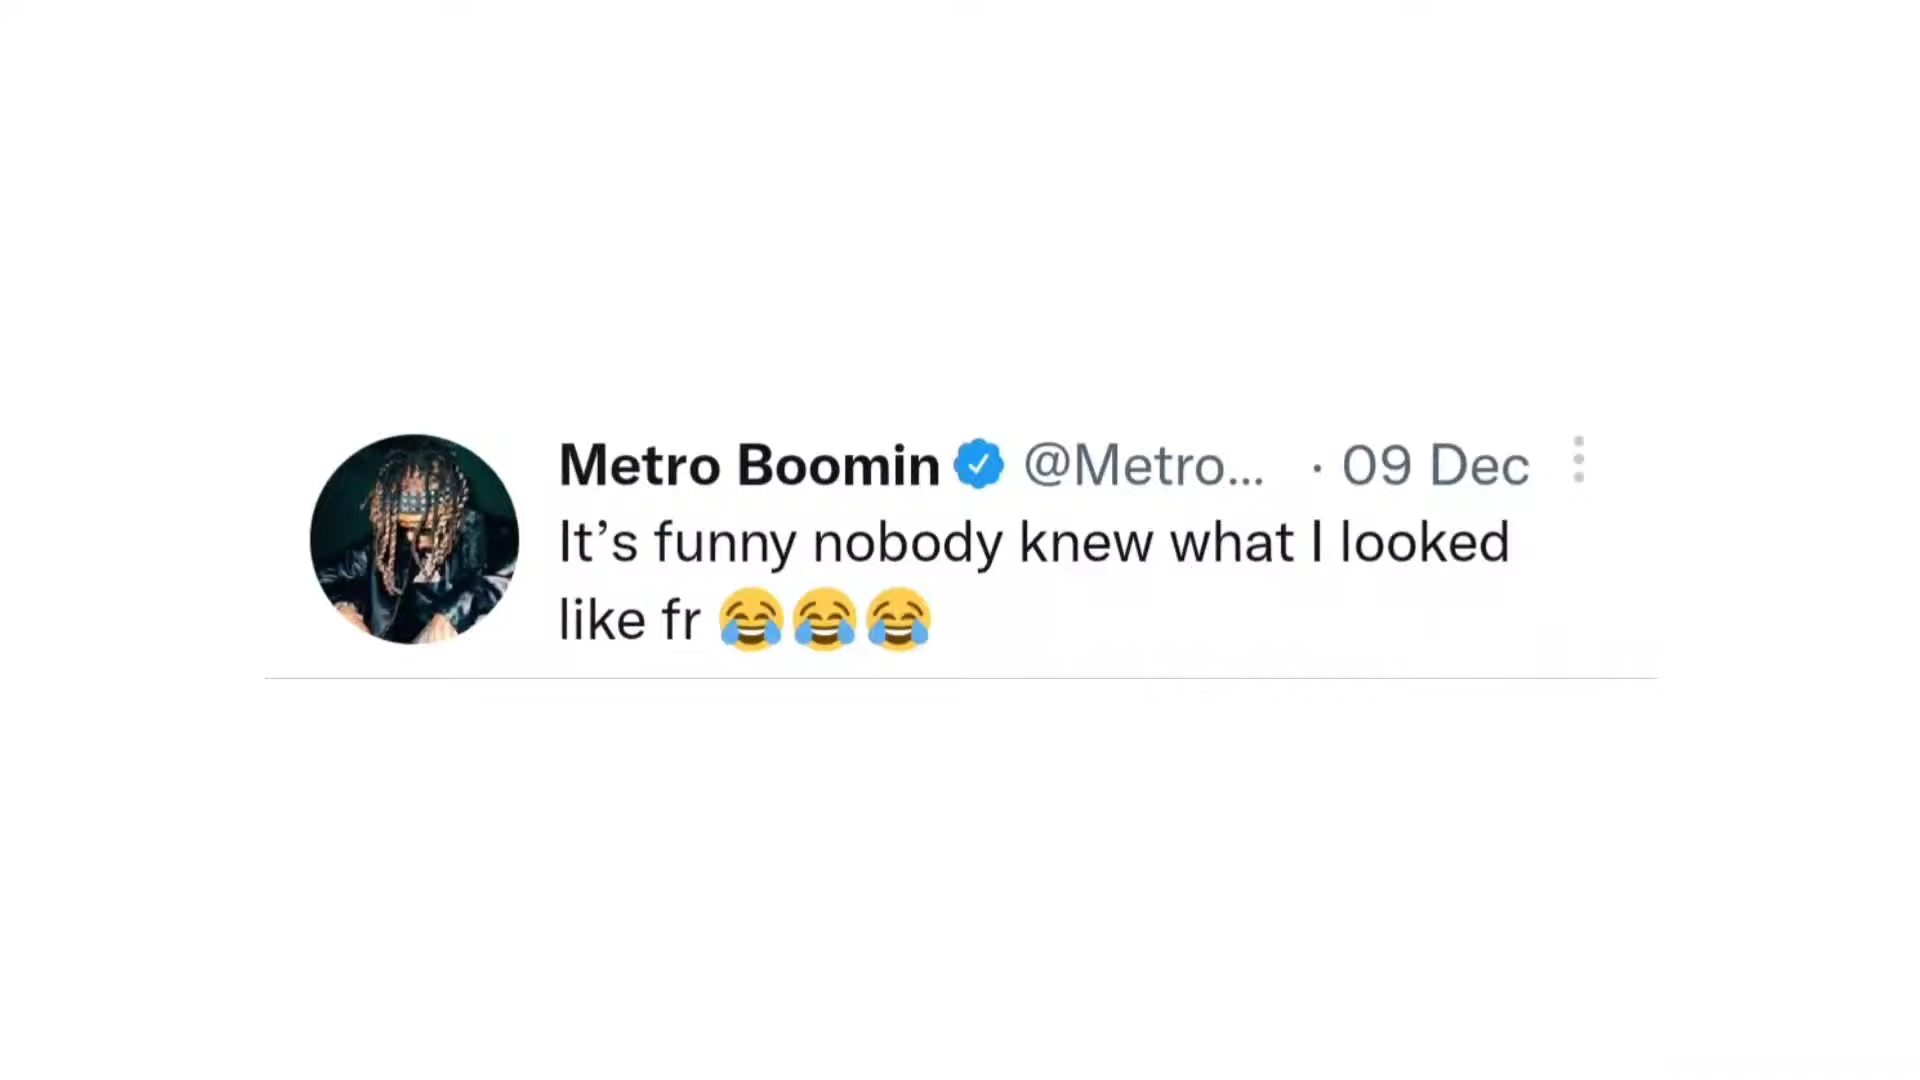 Metro Boomin @Metro... · 09 Dec
It’s funny nobody knew what I looked
like fr 😂😂😂